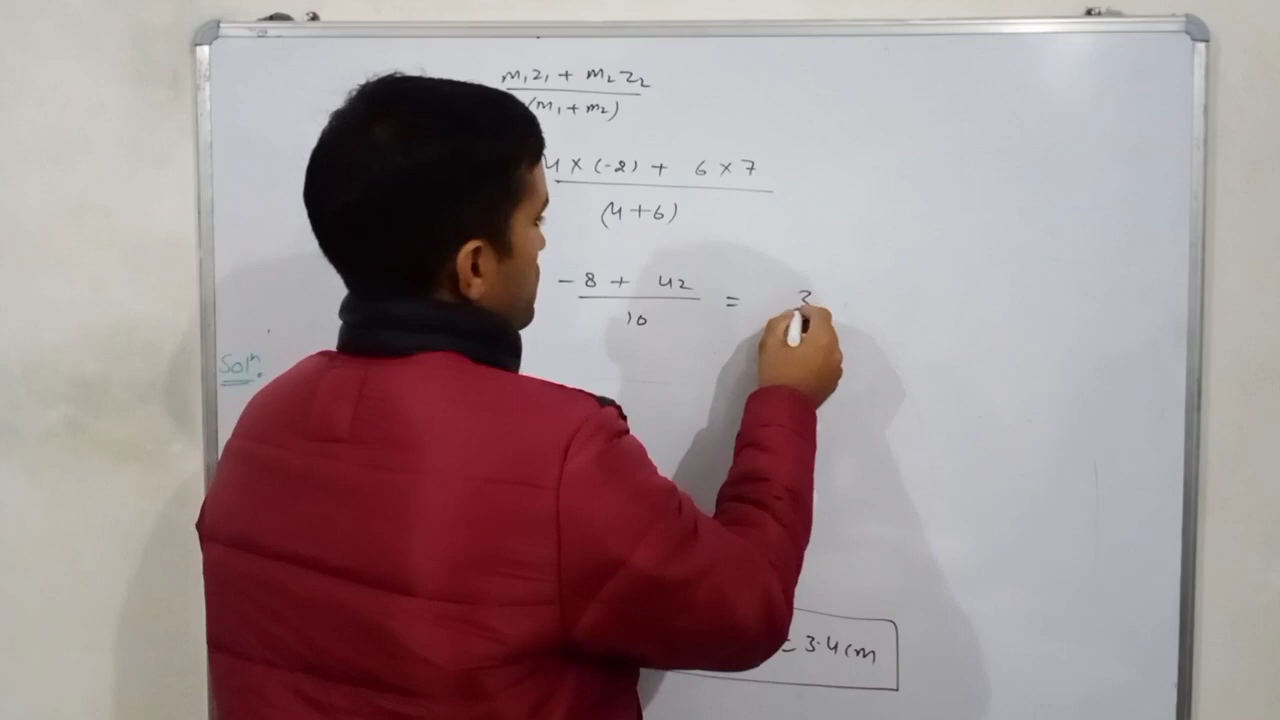 m₁z₁ + m₂z₂
(m₁ + m₂)
4 × (-2) + 6 × 7
(4+6)
- 8 + 42
= 3
10
Solⁿ.
= 3.4 cm